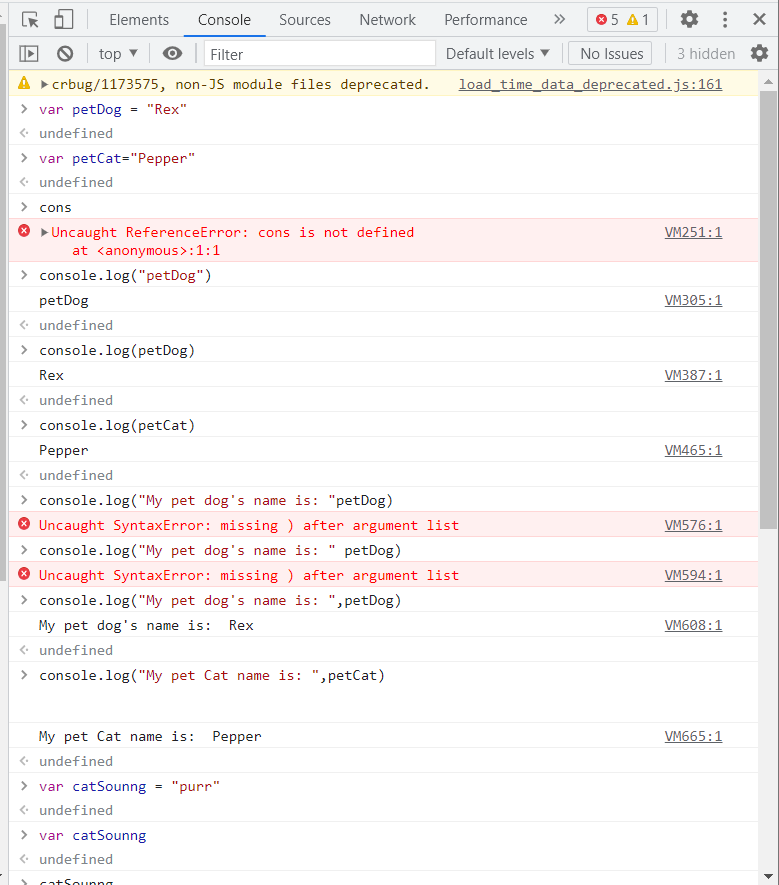 Elements Console Sources Network Performance 5 1
top Filter Default levels No Issues 3 hidden
crbug/1173575, non-JS module files deprecated. load_time_data_deprecated.js:161
var petDog = "Rex"
undefined
var petCat="Pepper"
undefined
cons
Uncaught ReferenceError: cons is not defined VM251:1
at <anonymous>:1:1
console.log("petDog")
petDog VM305:1
undefined
console.log(petDog)
Rex VM387:1
undefined
console.log(petCat)
Pepper VM465:1
undefined
console.log("My pet dog's name is: "petDog)
Uncaught SyntaxError: missing ) after argument list VM576:1
console.log("My pet dog's name is: " petDog)
Uncaught SyntaxError: missing ) after argument list VM594:1
console.log("My pet dog's name is: ",petDog)
My pet dog's name is:  Rex VM608:1
undefined
console.log("My pet Cat name is: ",petCat)
My pet Cat name is:  Pepper VM665:1
undefined
var catSounng = "purr"
undefined
var catSounng
undefined
catSounng